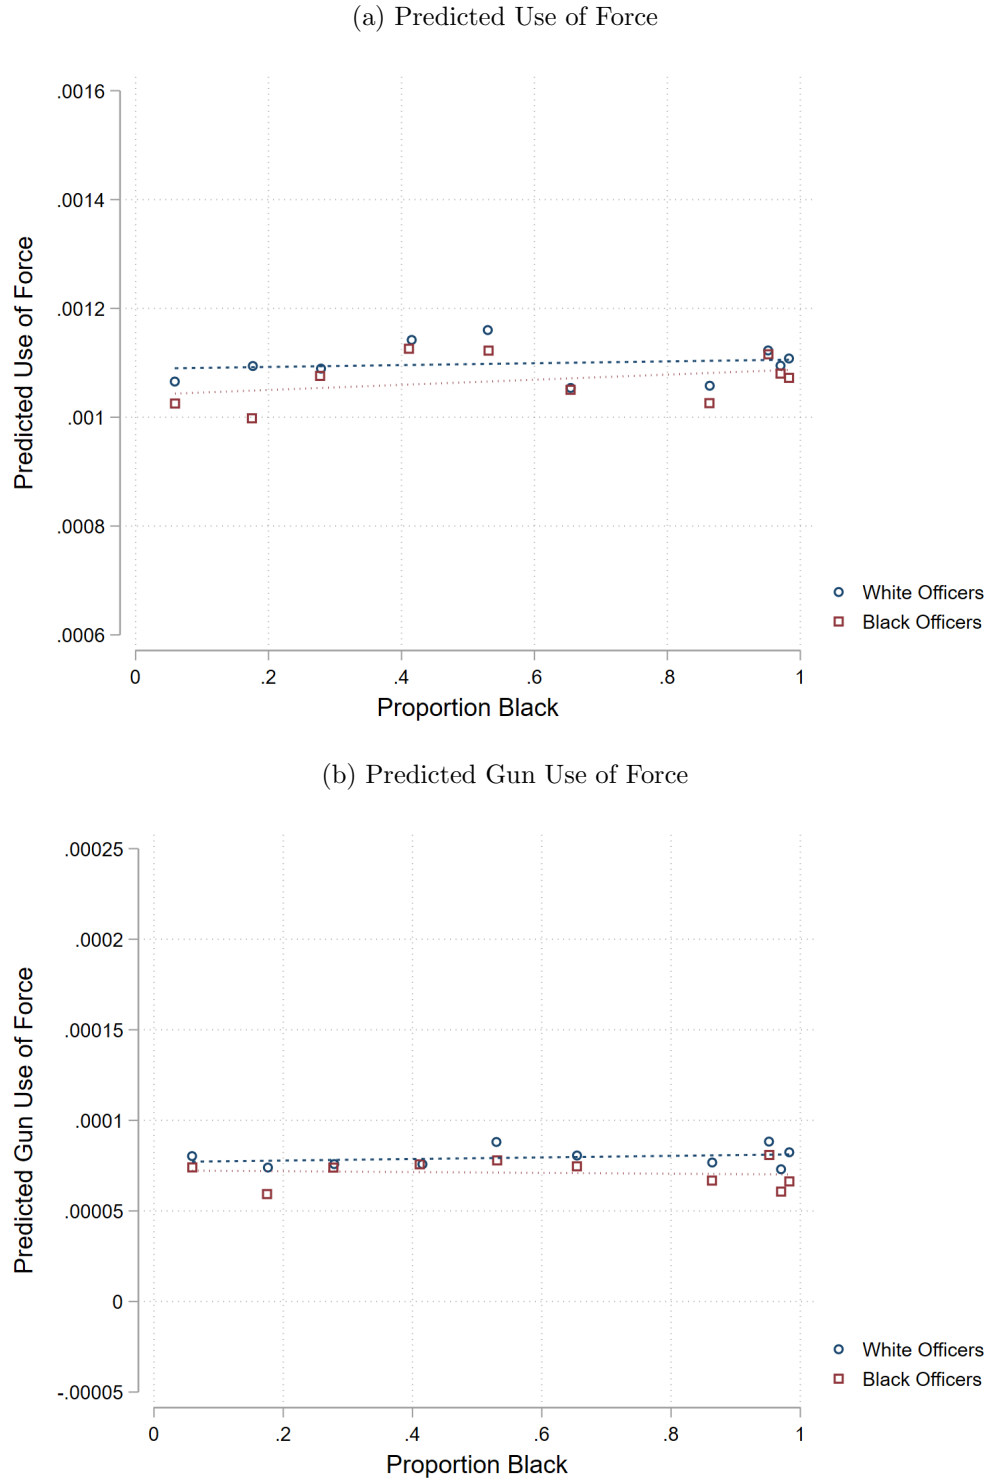 (a) Predicted Use of Force
.0016
.0014
.0012
.001
.0008
.0006
Predicted Use of Force
0 .2 .4 .6 .8 1
Proportion Black
White Officers
Black Officers
(b) Predicted Gun Use of Force
.00025
.0002
.00015
.0001
.00005
0
-.00005
Predicted Gun Use of Force
0 .2 .4 .6 .8 1
Proportion Black
White Officers
Black Officers